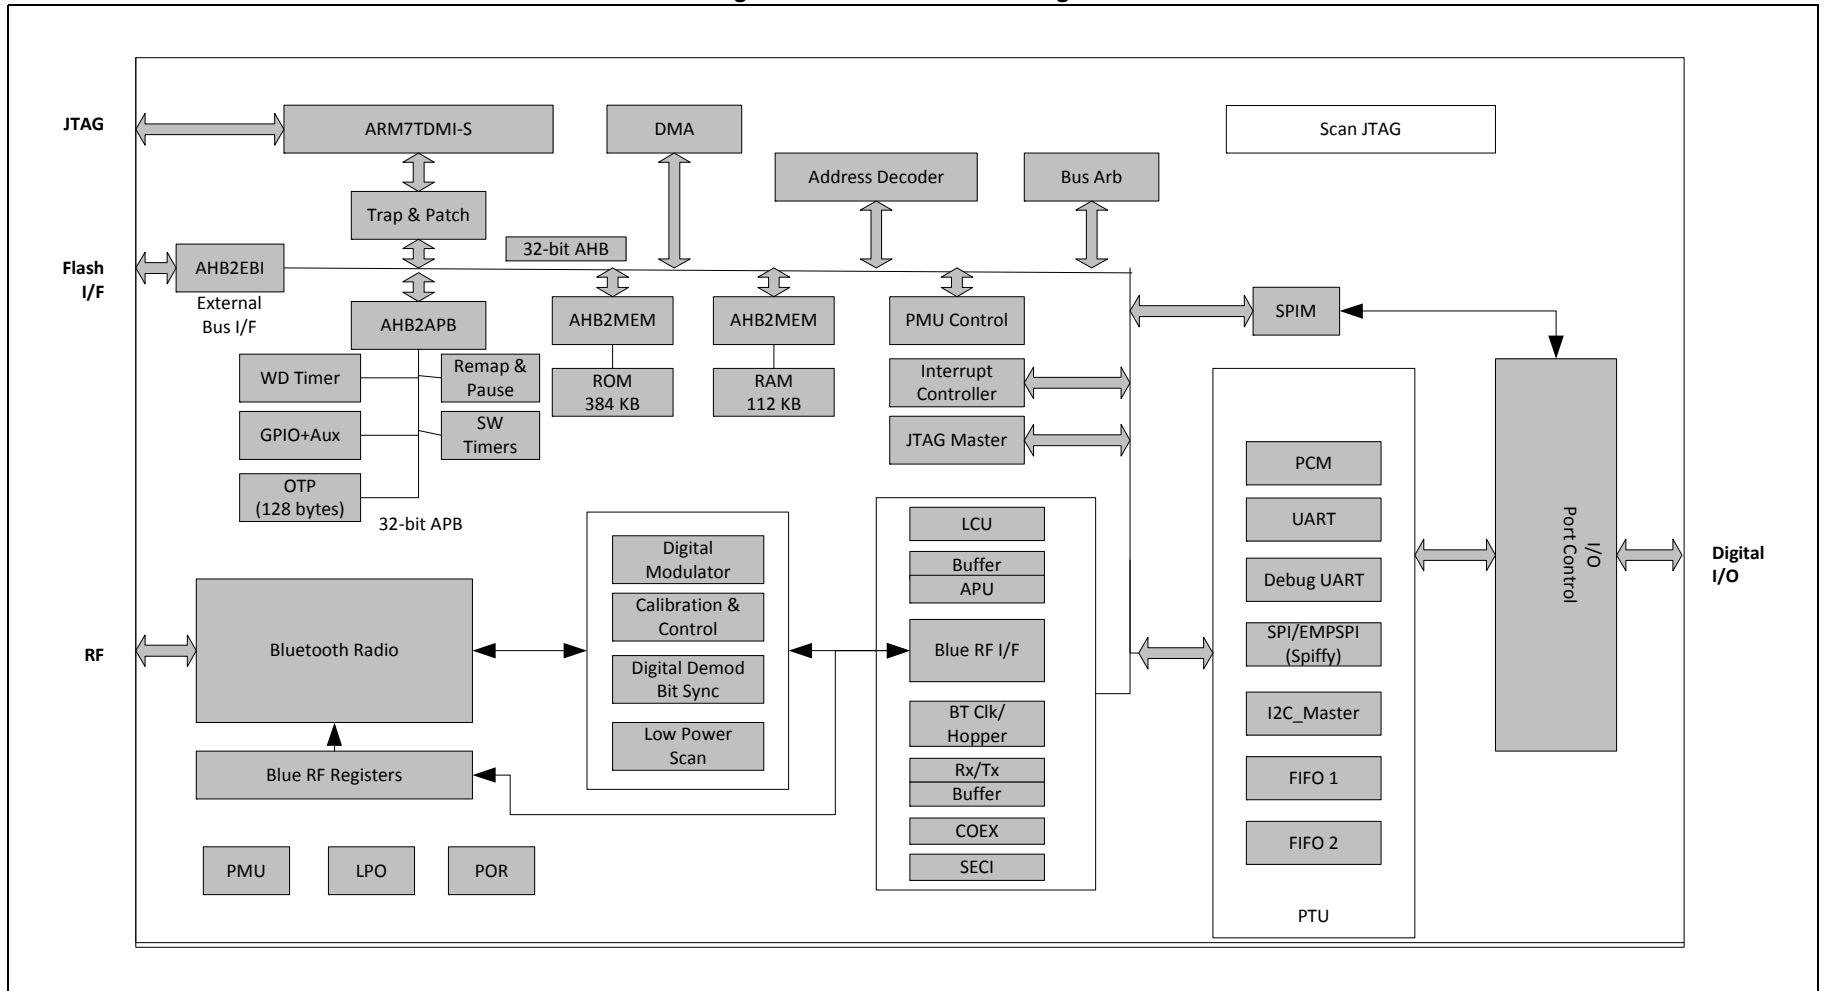 JTAG
ARM7TDMI-S
DMA
Scan JTAG
Address Decoder
Bus Arb
Trap & Patch
32-bit AHB
Flash
I/F
AHB2EBI
External
Bus I/F
AHB2APB
AHB2MEM
AHB2MEM
PMU Control
SPIM
WD Timer
Remap &
Pause
ROM
384 KB
RAM
112 KB
Interrupt
Controller
GPIO+Aux
SW
Timers
JTAG Master
OTP
(128 bytes)
32-bit APB
PCM
UART
Debug UART
SPI/EMPSPI
(Spiffy)
I2C_Master
FIFO 1
FIFO 2
PTU
I/O
Port Control
Digital
I/O
LCU
Buffer
APU
Blue RF I/F
BT Clk/
Hopper
Rx/Tx
Buffer
COEX
SECI
Digital
Modulator
Calibration &
Control
Digital Demod
Bit Sync
Low Power
Scan
RF
Bluetooth Radio
Blue RF Registers
PMU
LPO
POR